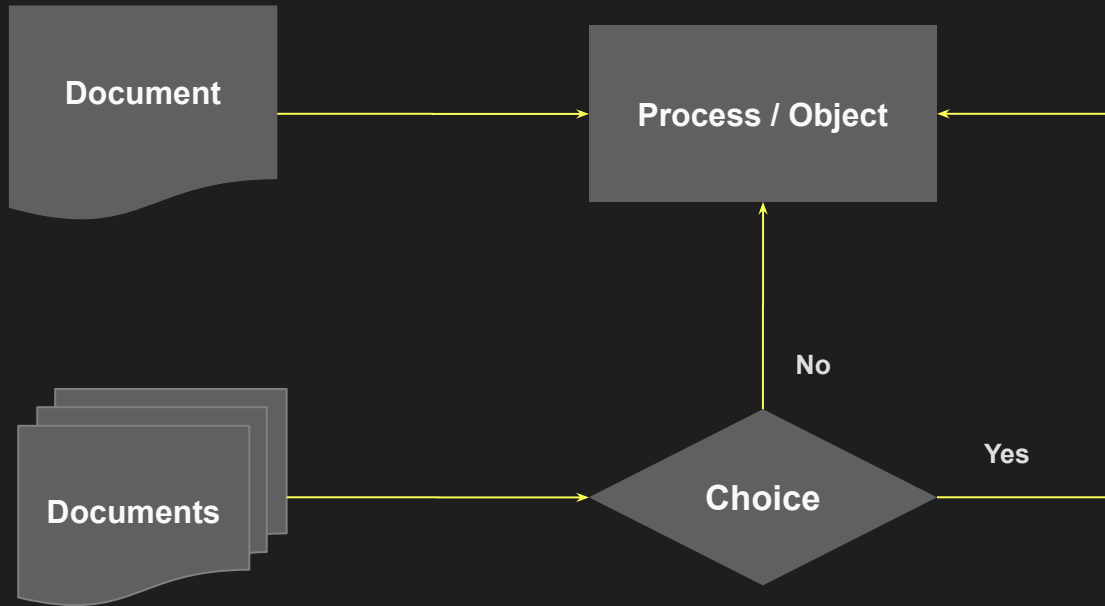 Document
Process / Object
No
Yes
Documents
Choice